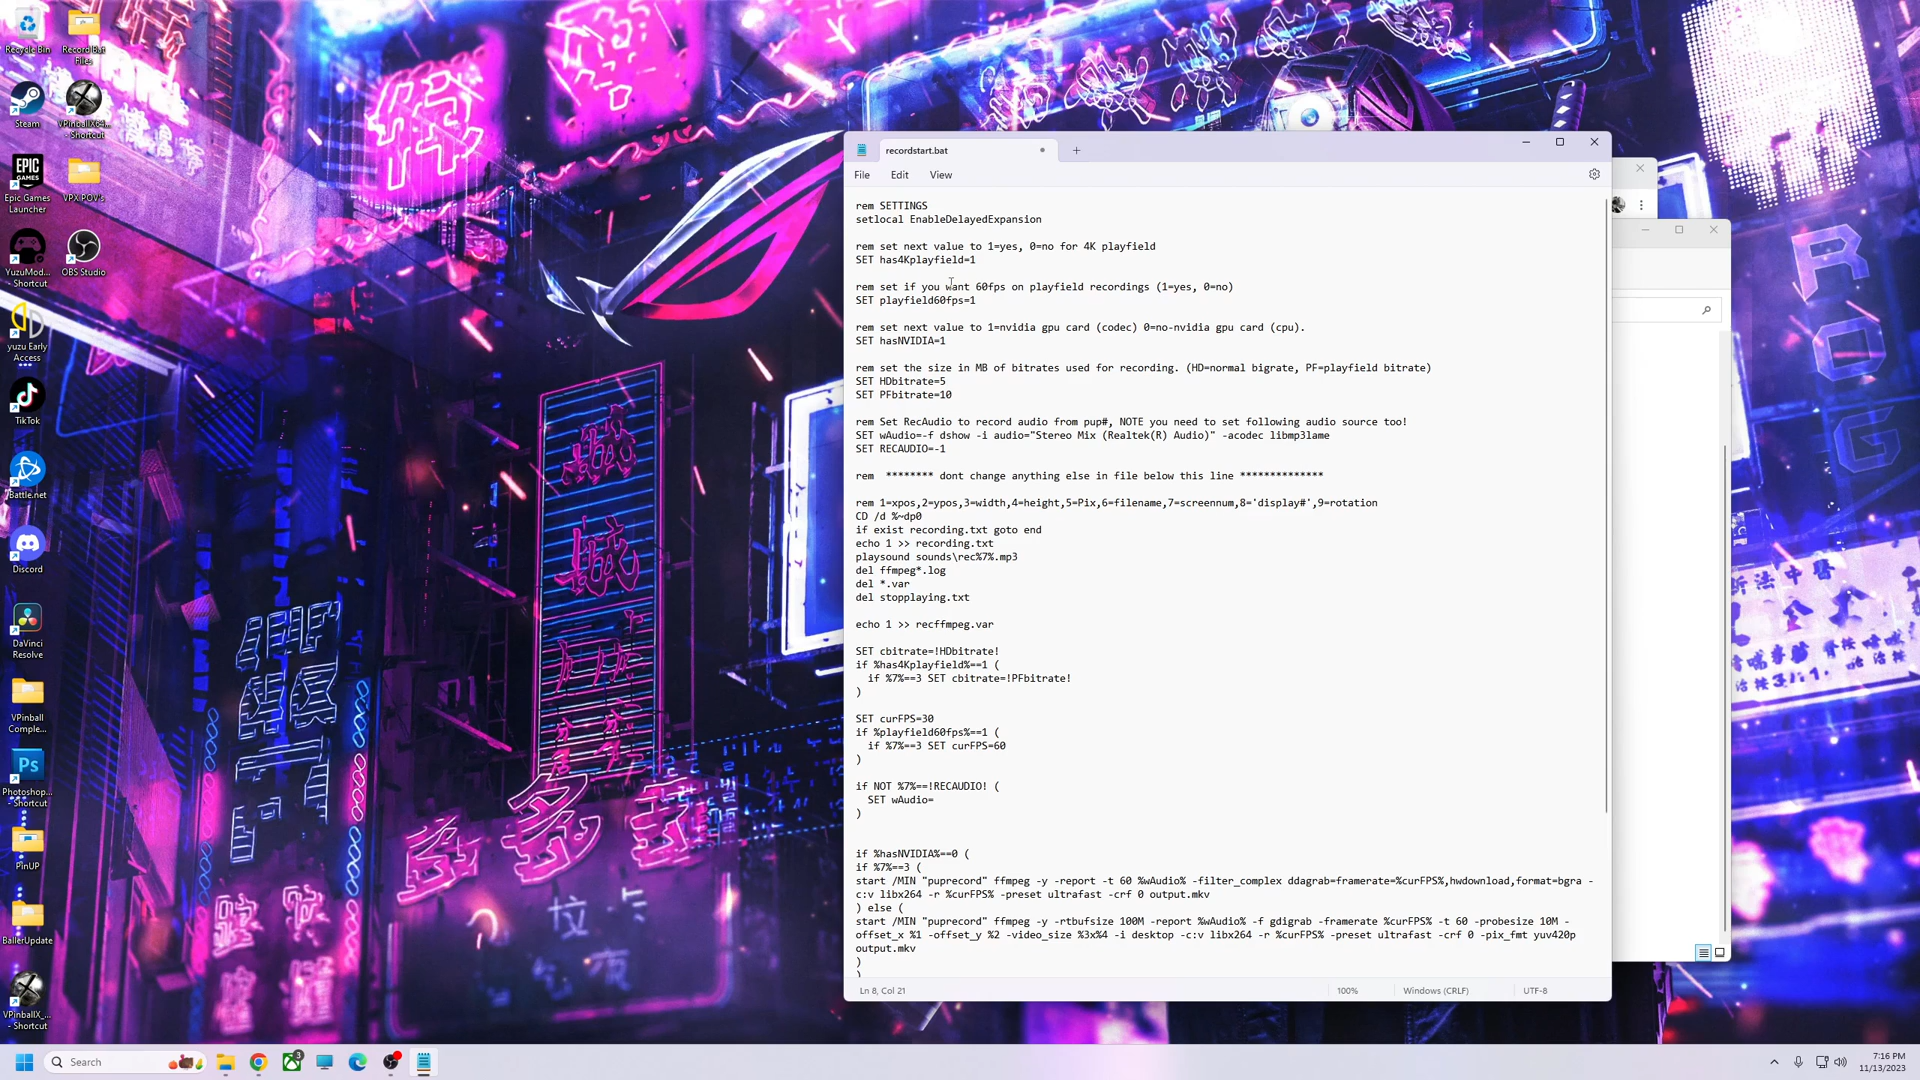 Recycle Bin
Record Bat
Files
Steam
VPinballX64...
- Shortcut
EPIC
GAMES
Epic Games
Launcher
VPX POV's
YuzuMod...
- Shortcut
OBS Studio
yuzu Early
Access
TikTok
Battle.net
Discord
DaVinci
Resolve
VPinball
Comple...
Ps
Photoshop...
- Shortcut
PinUP
BallerUpdate
VPinballX_...
- Shortcut
R
O
G
recordstart.bat
File
Edit
View
rem SETTINGS
setlocal EnableDelayedExpansion
rem set next value to 1=yes, 0=no for 4K playfield
SET has4Kplayfield=1
rem set if you want 60fps on playfield recordings (1=yes, 0=no)
SET playfield60fps=1
rem set next value to 1=nvidia gpu card (codec) 0=no-nvidia gpu card (cpu).
SET hasNVIDIA=1
rem set the size in MB of bitrates used for recording. (HD=normal bigrate, PF=playfield bitrate)
SET HDbitrate=5
SET PFbitrate=10
rem Set RecAudio to record audio from pup#, NOTE you need to set following audio source too!
SET wAudio=-f dshow -i audio="Stereo Mix (Realtek(R) Audio)" -acodec libmp3lame
SET RECAUDIO=-1
rem  ******** dont change anything else in file below this line **************
rem 1=xpos,2=ypos,3=width,4=height,5=Pix,6=filename,7=screennum,8='display#',9=rotation
CD /d %~dp0
if exist recording.txt goto end
echo 1 >> recording.txt
playsound sounds\rec%7%.mp3
del ffmpeg*.log
del *.var
del stopplaying.txt
echo 1 >> recffmpeg.var
SET cbitrate=!HDbitrate!
if %has4Kplayfield%==1 (
if %7%==3 SET cbitrate=!PFbitrate!
)
SET curFPS=30
if %playfield60fps%==1 (
if %7%==3 SET curFPS=60
)
if NOT %7%==!RECAUDIO! (
SET wAudio=
)
if %hasNVIDIA%==0 (
if %7%==3 (
start /MIN "puprecord" ffmpeg -y -report -t 60 %wAudio% -filter_complex ddagrab=framerate=%curFPS%,hwdownload,format=bgra -
c:v libx264 -r %curFPS% -preset ultrafast -crf 0 output.mkv
) else (
start /MIN "puprecord" ffmpeg -y -rtbufsize 100M -report %wAudio% -f gdigrab -framerate %curFPS% -t 60 -probesize 10M -
offset_x %1 -offset_y %2 -video_size %3x%4 -i desktop -c:v libx264 -r %curFPS% -preset ultrafast -crf 0 -pix_fmt yuv420p
output.mkv
)
)
Ln 8, Col 21
100%
Windows (CRLF)
UTF-8
Search
3
7:16 PM
11/13/2023